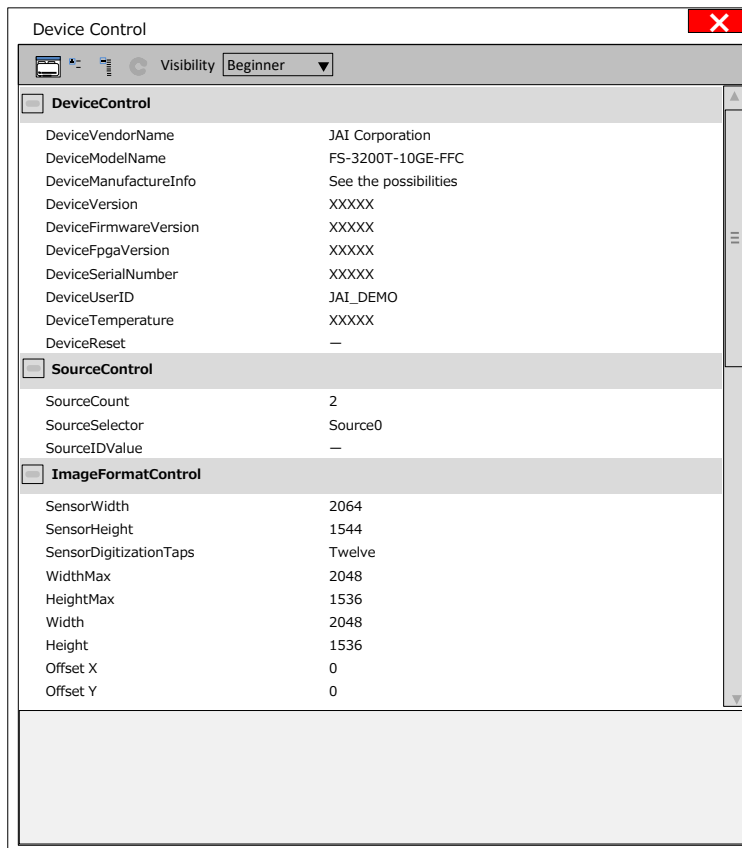 Device Control
Visibility Beginner
DeviceControl
DeviceVendorName JAI Corporation
DeviceModelName FS-3200T-10GE-FFC
DeviceManufactureInfo See the possibilities
DeviceVersion XXXXX
DeviceFirmwareVersion XXXXX
DeviceFpgaVersion XXXXX
DeviceSerialNumber XXXXX
DeviceUserID JAI_DEMO
DeviceTemperature XXXXX
DeviceReset —
SourceControl
SourceCount 2
SourceSelector Source0
SourceIDValue —
ImageFormatControl
SensorWidth 2064
SensorHeight 1544
SensorDigitizationTaps Twelve
WidthMax 2048
HeightMax 1536
Width 2048
Height 1536
Offset X 0
Offset Y 0